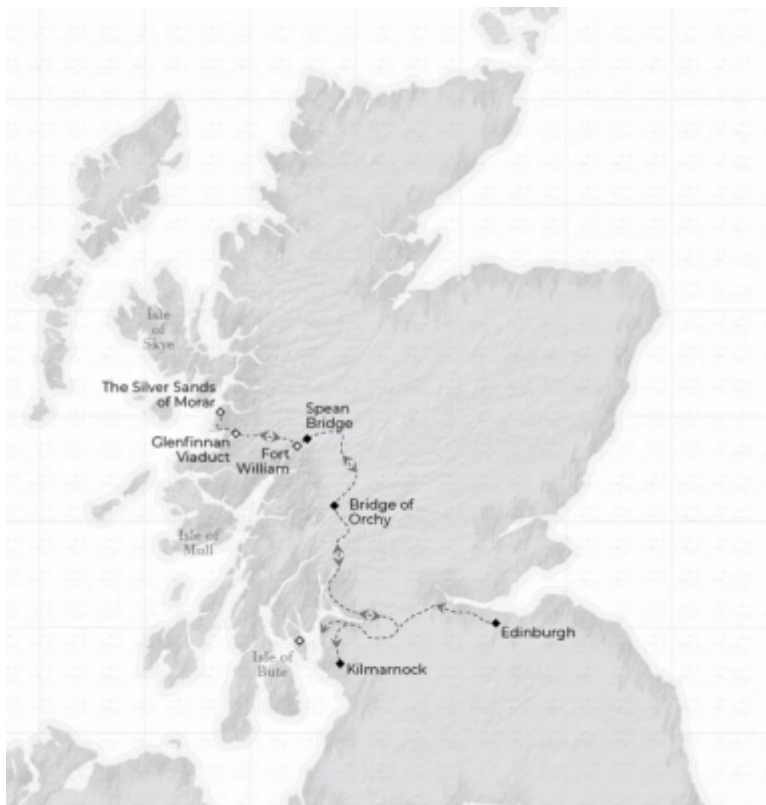 Isle
of
Skye
The Silver Sands
of Morar
Spean
Bridge
Glenfinnan
Viaduct
Fort
William
Bridge of
Orchy
Isle of
Mull
Edinburgh
Isle of
Bute
Kilmarnock